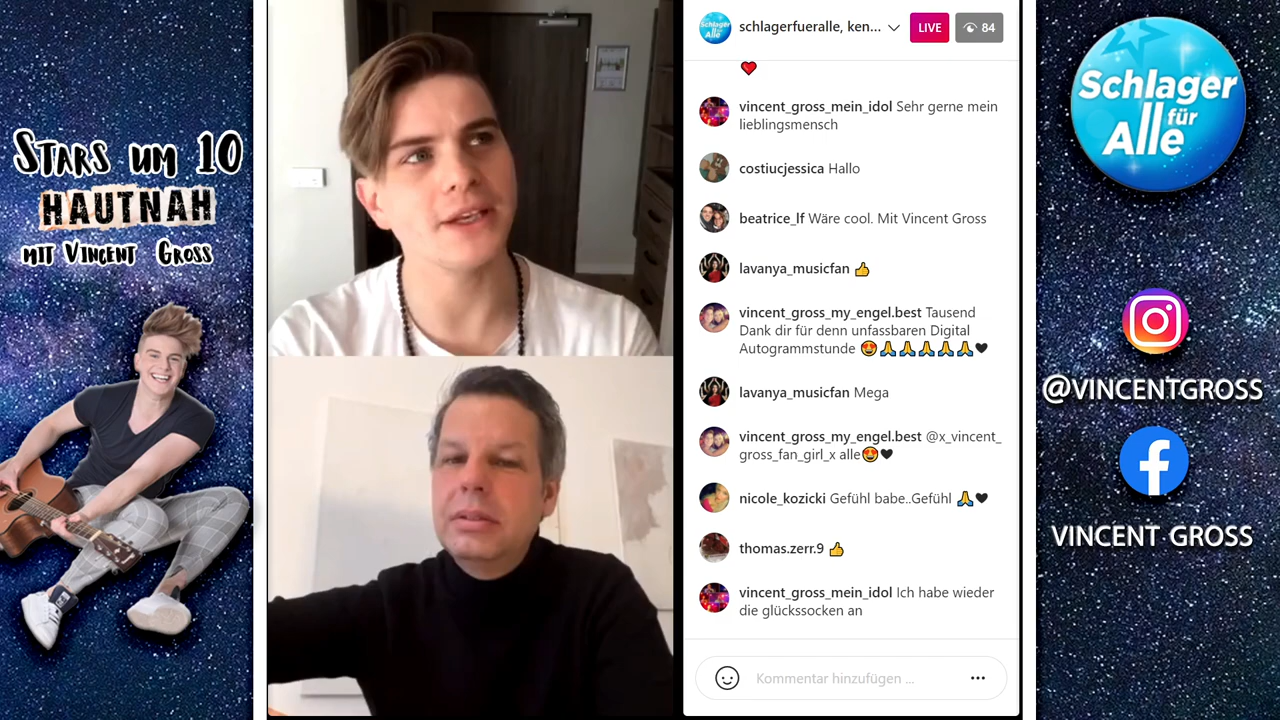 STARS UM 10
HAUTNAH
MIT VINCENT GROSS
schlagerfueralle, ken...
LIVE
84
vincent_gross_mein_idol Sehr gerne mein
lieblingsmensch
costiucjessica Hallo
beatrice_lf Wäre cool. Mit Vincent Gross
lavanya_musicfan 👍
vincent_gross_my_engel.best Tausend
Dank dir für denn unfassbaren Digital
Autogrammstunde 😍🙏🙏🙏🙏🙏🖤
lavanya_musicfan Mega
vincent_gross_my_engel.best @x_vincent_
gross_fan_girl_x alle😍🖤
nicole_kozicki Gefühl babe..Gefühl 🙏🖤
thomas.zerr.9 👍
vincent_gross_mein_idol Ich habe wieder
die glückssocken an
Kommentar hinzufügen ...
Schlager
für
Alle
@VINCENTGROSS
VINCENT GROSS